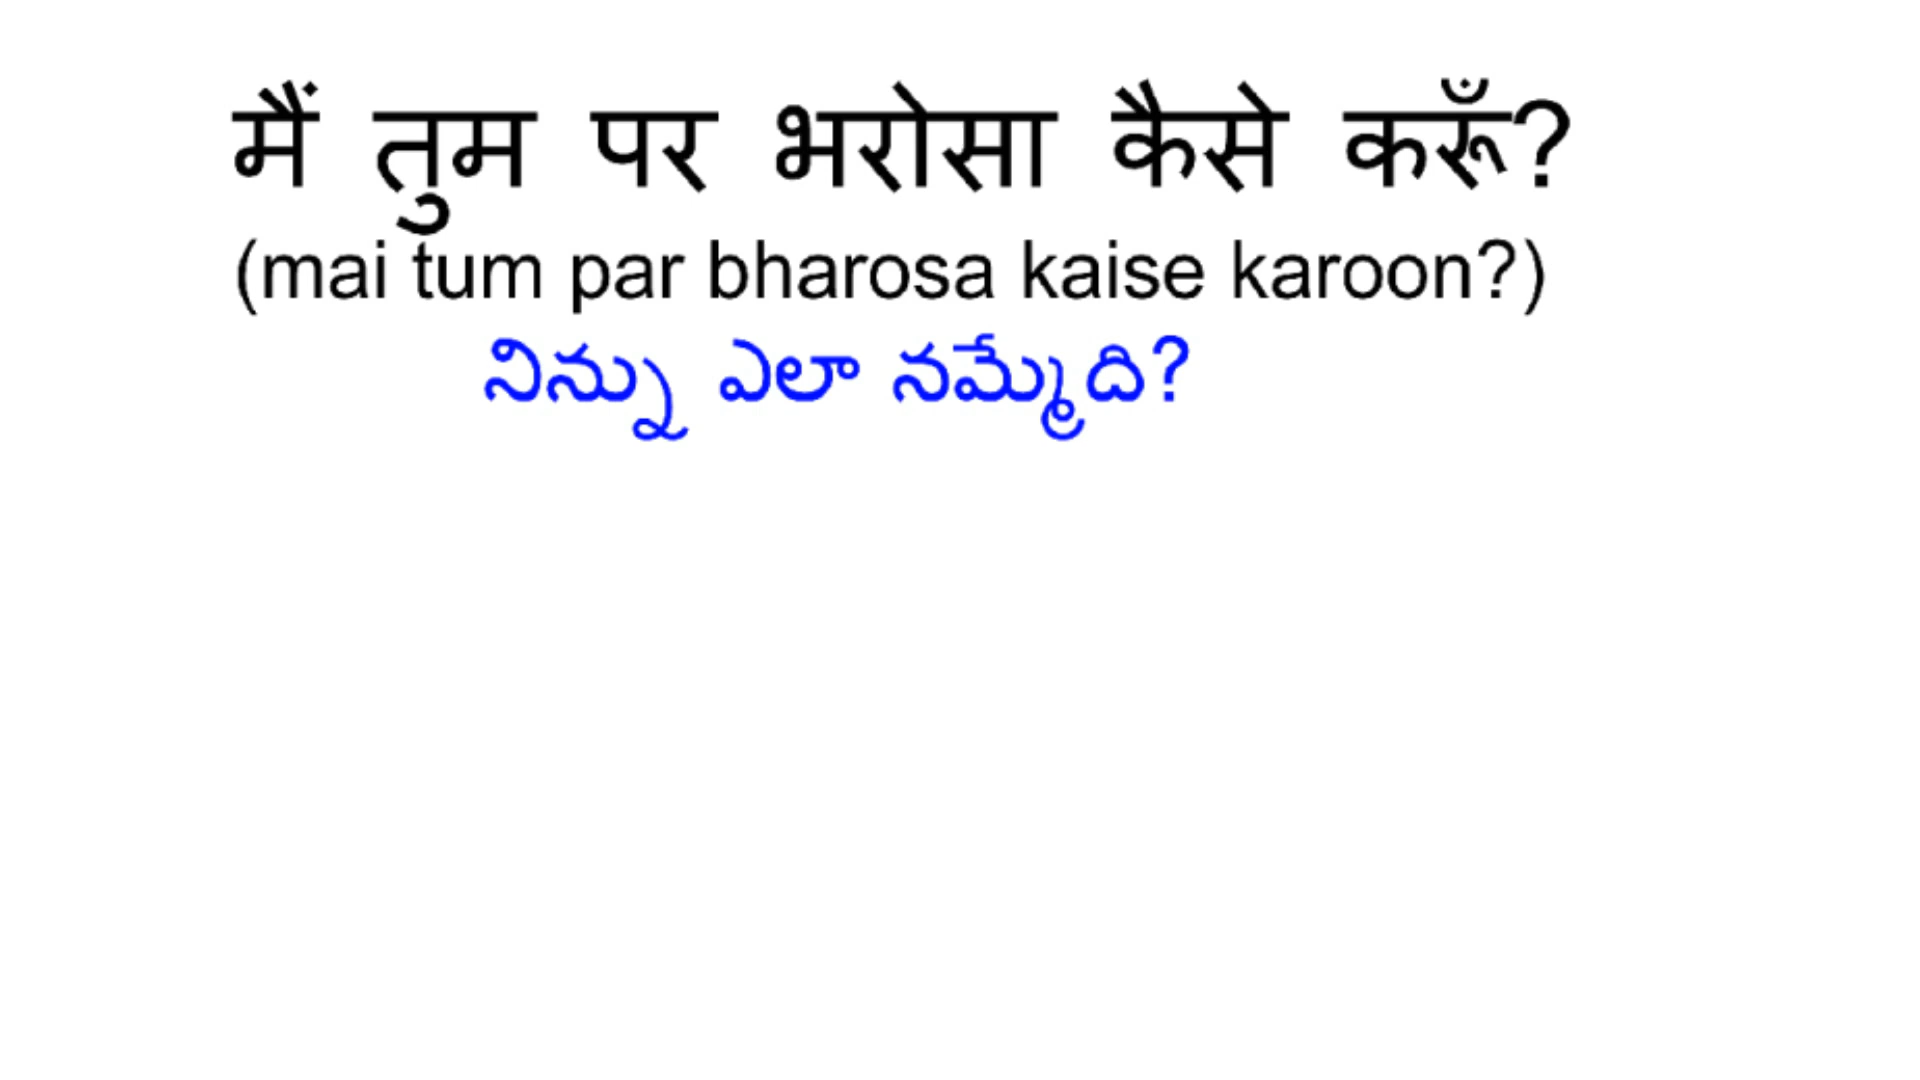 मैं तुम पर भरोसा कैसे करूँ?
(mai tum par bharosa kaise karoon?)
నిన్ను ఎలా నమ్మేది?